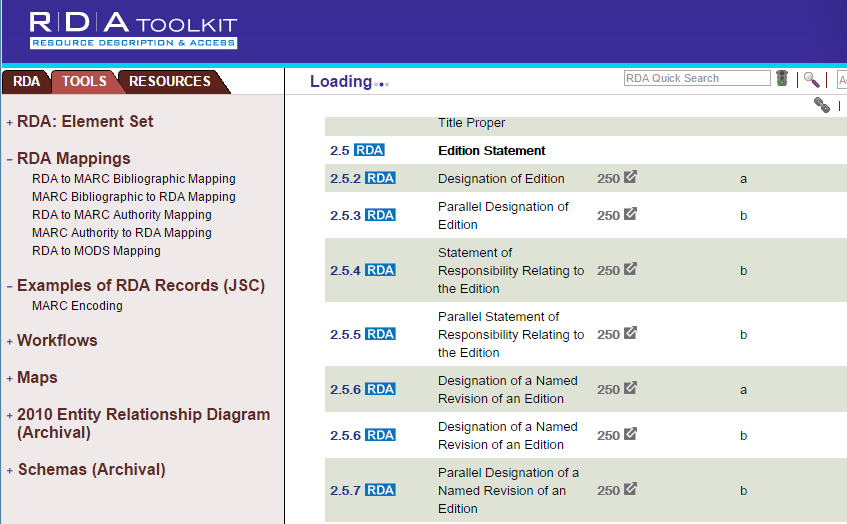 R|D|A TOOLKIT
RESOURCE DESCRIPTION & ACCESS
RDA TOOLS RESOURCES
+ RDA: Element Set
– RDA Mappings
RDA to MARC Bibliographic Mapping
MARC Bibliographic to RDA Mapping
RDA to MARC Authority Mapping
MARC Authority to RDA Mapping
RDA to MODS Mapping
– Examples of RDA Records (JSC)
MARC Encoding
+ Workflows
+ Maps
+ 2010 Entity Relationship Diagram
(Archival)
+ Schemas (Archival)
Loading...
RDA Quick Search
Title Proper
2.5 RDA Edition Statement
2.5.2 RDA Designation of Edition 250 a
2.5.3 RDA Parallel Designation of
Edition 250 b
2.5.4 RDA Statement of
Responsibility Relating to
the Edition 250 b
2.5.5 RDA Parallel Statement of
Responsibility Relating to
the Edition 250 b
2.5.6 RDA Designation of a Named
Revision of an Edition 250 a
2.5.6 RDA Designation of a Named
Revision of an Edition 250 b
2.5.7 RDA Parallel Designation of a
Named Revision of an
Edition 250 b